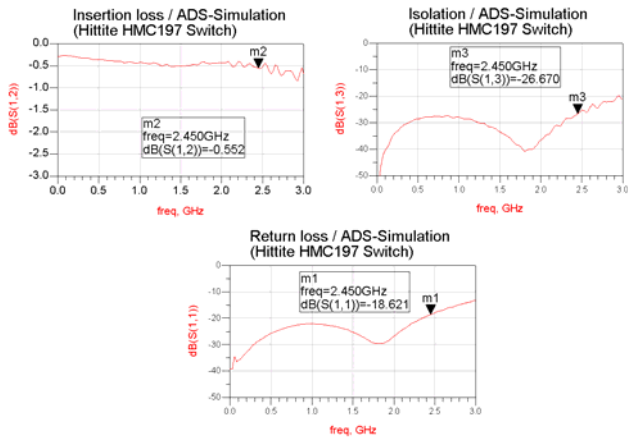 Insertion loss / ADS-Simulation
(Hittite HMC197 Switch)
0.0
-0.5
-1.0
-1.5
-2.0
-2.5
-3.0
dB(S(1,2))
m2
m2
freq=2.450GHz
dB(S(1,2))=-0.552
0.0
0.5
1.0
1.5
2.0
2.5
3.0
freq, GHz
Isolation / ADS-Simulation
(Hittite HMC197 Switch)
0
-10
-20
-30
-40
-50
dB(S(1,3))
m3
freq=2.450GHz
dB(S(1,3))=-26.670
m3
0.0
0.5
1.0
1.5
2.0
2.5
3.0
freq, GHz
Return loss / ADS-Simulation
(Hittite HMC197 Switch)
0
-10
-20
-30
-40
-50
dB(S(1,1))
m1
freq=2.450GHz
dB(S(1,1))=-18.621
m1
0.0
0.5
1.0
1.5
2.0
2.5
3.0
freq, GHz